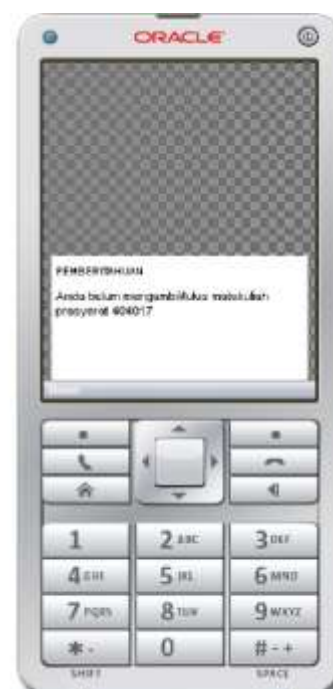 ORACLE
PEMBERITAHUAN
Anda belum mengambil/lulus matakuliah
prasyarat 404017
1
2 ABC
3 DEF
4 GHI
5 JKL
6 MNO
7 PQRS
8 TUV
9 WXYZ
* .
0
# - +
SHIFT
SPACE